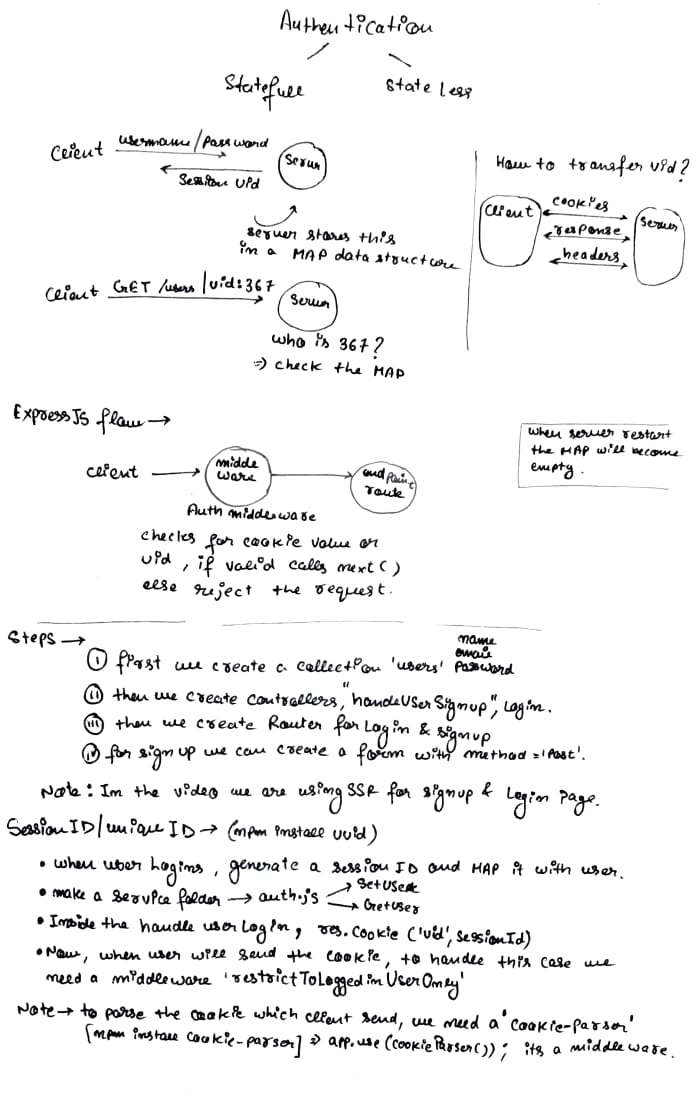 Authentication
Statefull
Stateless
Client username/password Server
Session uid
server stores this
in a MAP data structure
Client GET /users | uid:367 Server
who is 367?
=> check the MAP
How to transfer uid?
Client cookies Server
response
headers
ExpressJS flow →
client → middle ware → end point route
Auth middleware
checks for cookie value or
uid, if valid calls next()
else reject the request.
when server restart
the MAP will become
empty.
Steps →
name
email
(i) first we create a collection 'users' password
(ii) then we create controllers, "handleUserSignup", Login.
(iii) then we create Router for Login & signup
(iv) for sign up we can create a form with method = 'Post'.
Note: In the video we are using SSR for signup & Login Page.
SessionID/unique ID → (npm install uuid)
• when user Logins, generate a session ID and MAP it with user.
• make a service folder → auth.js → SetUser
→ GetUser
• Inside the handle user Login, res.cookie ('uid', sessionId)
• Now, when user will send the cookie, to handle this case we
need a middleware 'restrictToLoggedinUserOnly'
Note → to parse the cookie which client send, we need a 'cookie-parser'
[npm install cookie-parser] => app.use(cookieParser()); its a middleware.